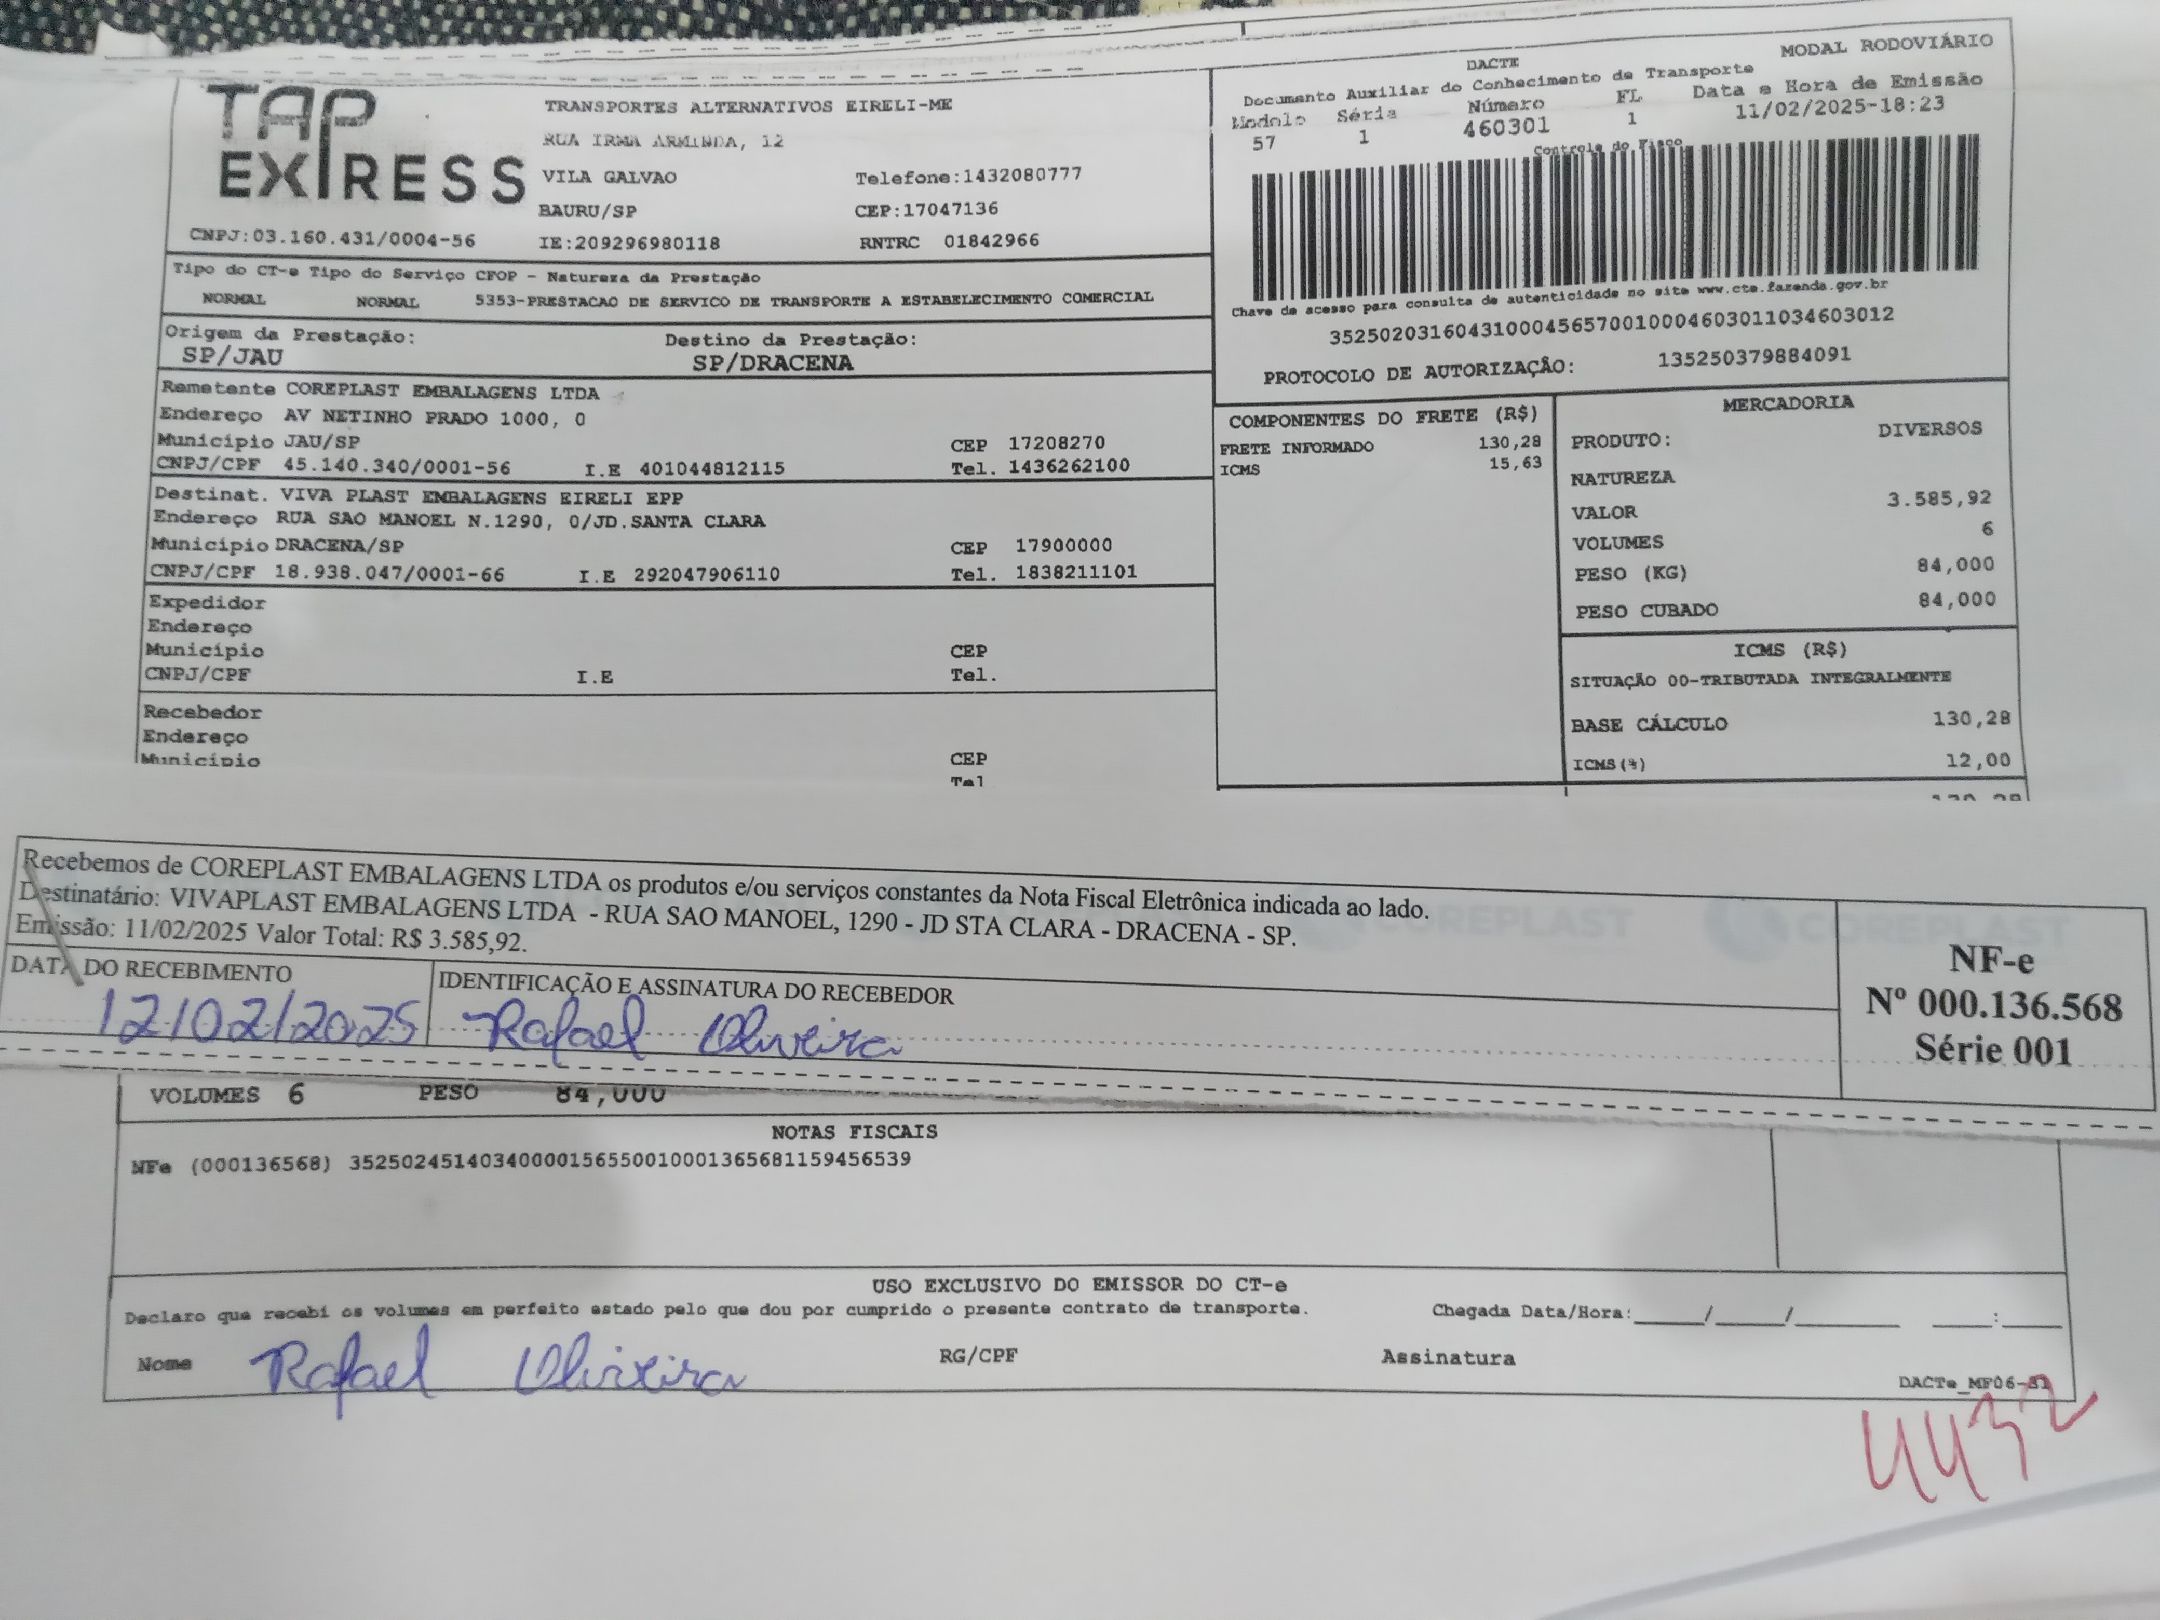 TAP EXPRESS
TRANSPORTES ALTERNATIVOS EIRELI-ME
RUA IRMA ARMINDA, 12
VILA GALVAO Telefone:1432080777
BAURU/SP CEP:17047136
CNPJ:03.160.431/0004-56 IE:209296980118 RNTRC 01842966
DACTE MODAL RODOVIÁRIO
Documento Auxiliar do Conhecimento de Transporte
Modelo Série Número FL Data e Hora de Emissão
57 1 460301 1 11/02/2025-18:23
Controle do Fisco
Chave de acesso para consulta de autenticidade no site www.cte.fazenda.gov.br
35250203160431000456570010004603011034603012
PROTOCOLO DE AUTORIZAÇÃO: 135250379884091
Tipo do CT-e Tipo do Serviço CFOP - Natureza da Prestação
NORMAL NORMAL 5353-PRESTACAO DE SERVICO DE TRANSPORTE A ESTABELECIMENTO COMERCIAL
Origem da Prestação: Destino da Prestação:
SP/JAU SP/DRACENA
Remetente COREPLAST EMBALAGENS LTDA
Endereço AV NETINHO PRADO 1000, 0
Município JAU/SP CEP 17208270
CNPJ/CPF 45.140.340/0001-56 I.E 401044812115 Tel. 1436262100
Destinat. VIVA PLAST EMBALAGENS EIRELI EPP
Endereço RUA SAO MANOEL N.1290, 0/JD.SANTA CLARA
Município DRACENA/SP CEP 17900000
CNPJ/CPF 18.938.047/0001-66 I.E 292047906110 Tel. 1838211101
Expedidor
Endereço
Município CEP
CNPJ/CPF I.E Tel.
Recebedor
Endereço
Município CEP
Tel
COMPONENTES DO FRETE (R$)
FRETE INFORMADO 130,28
ICMS 15,63
MERCADORIA
PRODUTO: DIVERSOS
NATUREZA
VALOR 3.585,92
VOLUMES 6
PESO (KG) 84,000
PESO CUBADO 84,000
ICMS (R$)
SITUAÇÃO 00-TRIBUTADA INTEGRALMENTE
BASE CÁLCULO 130,28
ICMS(%) 12,00
Recebemos de COREPLAST EMBALAGENS LTDA os produtos e/ou serviços constantes da Nota Fiscal Eletrônica indicada ao lado.
Destinatário: VIVAPLAST EMBALAGENS LTDA - RUA SAO MANOEL, 1290 - JD STA CLARA - DRACENA - SP.
Emissão: 11/02/2025 Valor Total: R$ 3.585,92.
COREPLAST COREPLAST
DATA DO RECEBIMENTO IDENTIFICAÇÃO E ASSINATURA DO RECEBEDOR
12/02/2025 Rafael Oliveira
NF-e
Nº 000.136.568
Série 001
VOLUMES 6 PESO 84,000
NOTAS FISCAIS
NFe (000136568) 35250245140340000156550010001365681159456539
USO EXCLUSIVO DO EMISSOR DO CT-e
Declaro que recebi os volumes em perfeito estado pelo que dou por cumprido o presente contrato de transporte. Chegada Data/Hora:_____/_____/_______ ____:____
Nome Rafael Oliveira RG/CPF Assinatura
4432